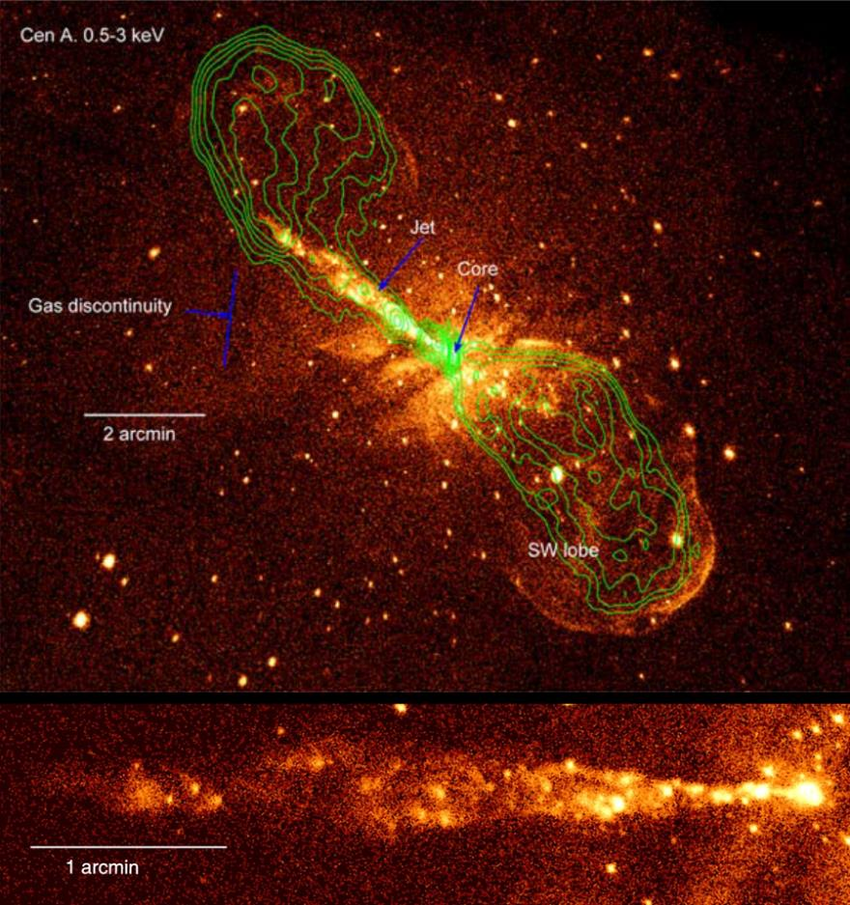 Cen A. 0.5-3 keV
Jet
Core
Gas discontinuity
2 arcmin
SW lobe
1 arcmin